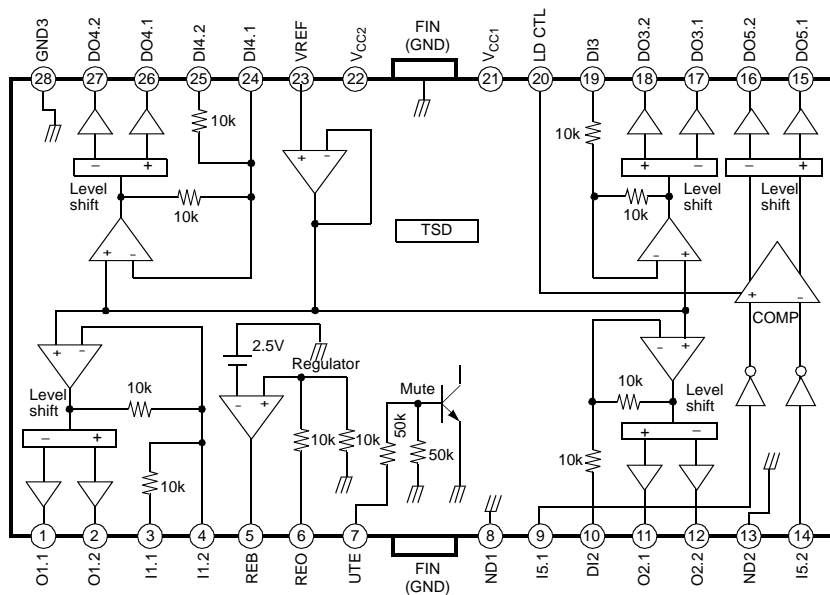 GND3
DO4.2
DO4.1
DI4.2
DI4.1
VREF
VCC2
FIN
(GND)
VCC1
LD CTL
DI3
DO3.2
DO3.1
DO5.2
DO5.1
28
27
26
25
24
23
22
21
20
19
18
17
16
15
10k
+
−
10k
− +
Level
shift
10k
+ −
− +
Level
shift
Level
shift
10k
TSD
+ −
− +
+ −
COMP
+ −
2.5V
Regulator
Mute
− +
Level
shift
10k
− +
− +
10k
10k
10k
50k
50k
10k
Level
shift
+ −
10k
1
2
3
4
5
6
7
FIN
(GND)
8
9
10
11
12
13
14
O1.1
O1.2
I1.1
I1.2
REB
REO
UTE
ND1
I5.1
DI2
O2.1
O2.2
ND2
I5.2